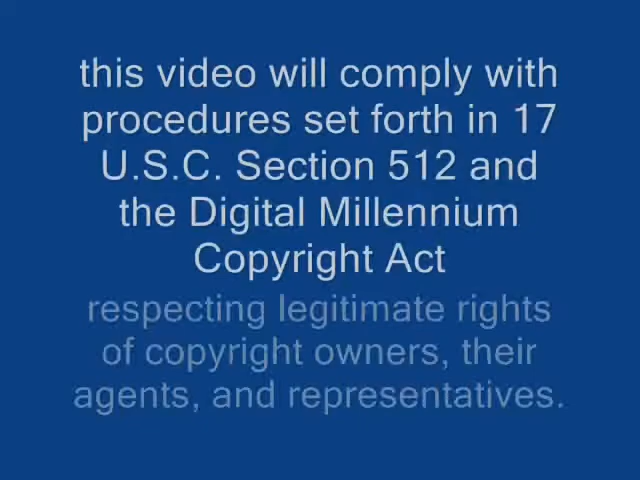 this video will comply with
procedures set forth in 17
U.S.C. Section 512 and
the Digital Millennium
Copyright Act
respecting legitimate rights
of copyright owners, their
agents, and representatives.